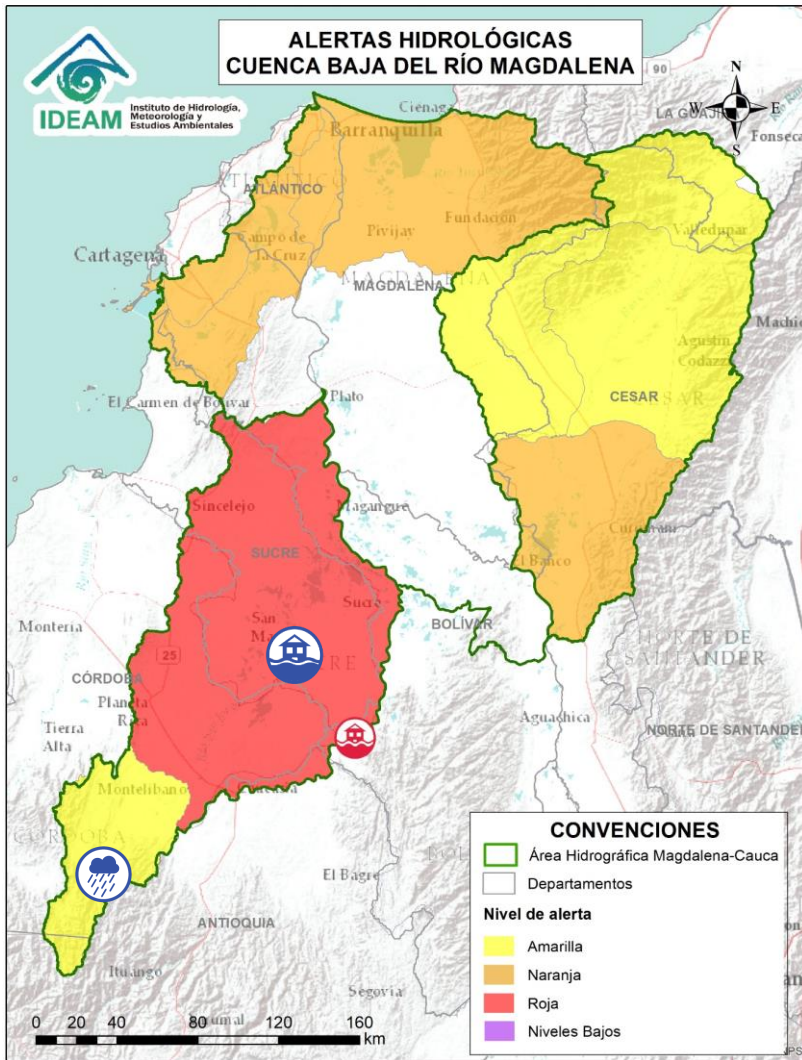 ALERTAS HIDROLÓGICAS
CUENCA BAJA DEL RÍO MAGDALENA
IDEAM
Instituto de Hidrología,
Meteorología y
Estudios Ambientales
N
W
E
S
90
Ciénaga
LA GUAJI
Fonseca
Barranquilla
ATLÁNTICO
Valledupar
Fundación
Pivijay
Campo de
la Cruz
Cartagena
MAGDALENA
MAGDALENA
Agustín
Codazzi
CESAR
El Carmen de Bolívar
Plato
Sincelejo
Magangué
SUCRE
El Banco
Sucre
San
BOLÍVAR
Montería
25
NORTE DE
SANTANDER
CÓRDOBA
Planeta
Rica
Aguachica
Tierra
Alta
NORTE DE SANTANDER
Montelíbano
CÓRDOBA
El Bagre
ANTIOQUIA
Ituango
Segovia
0 20 40 80 120 160
km
CONVENCIONES
Área Hidrográfica Magdalena-Cauca
Departamentos
Nivel de alerta
Amarilla
Naranja
Roja
Niveles Bajos